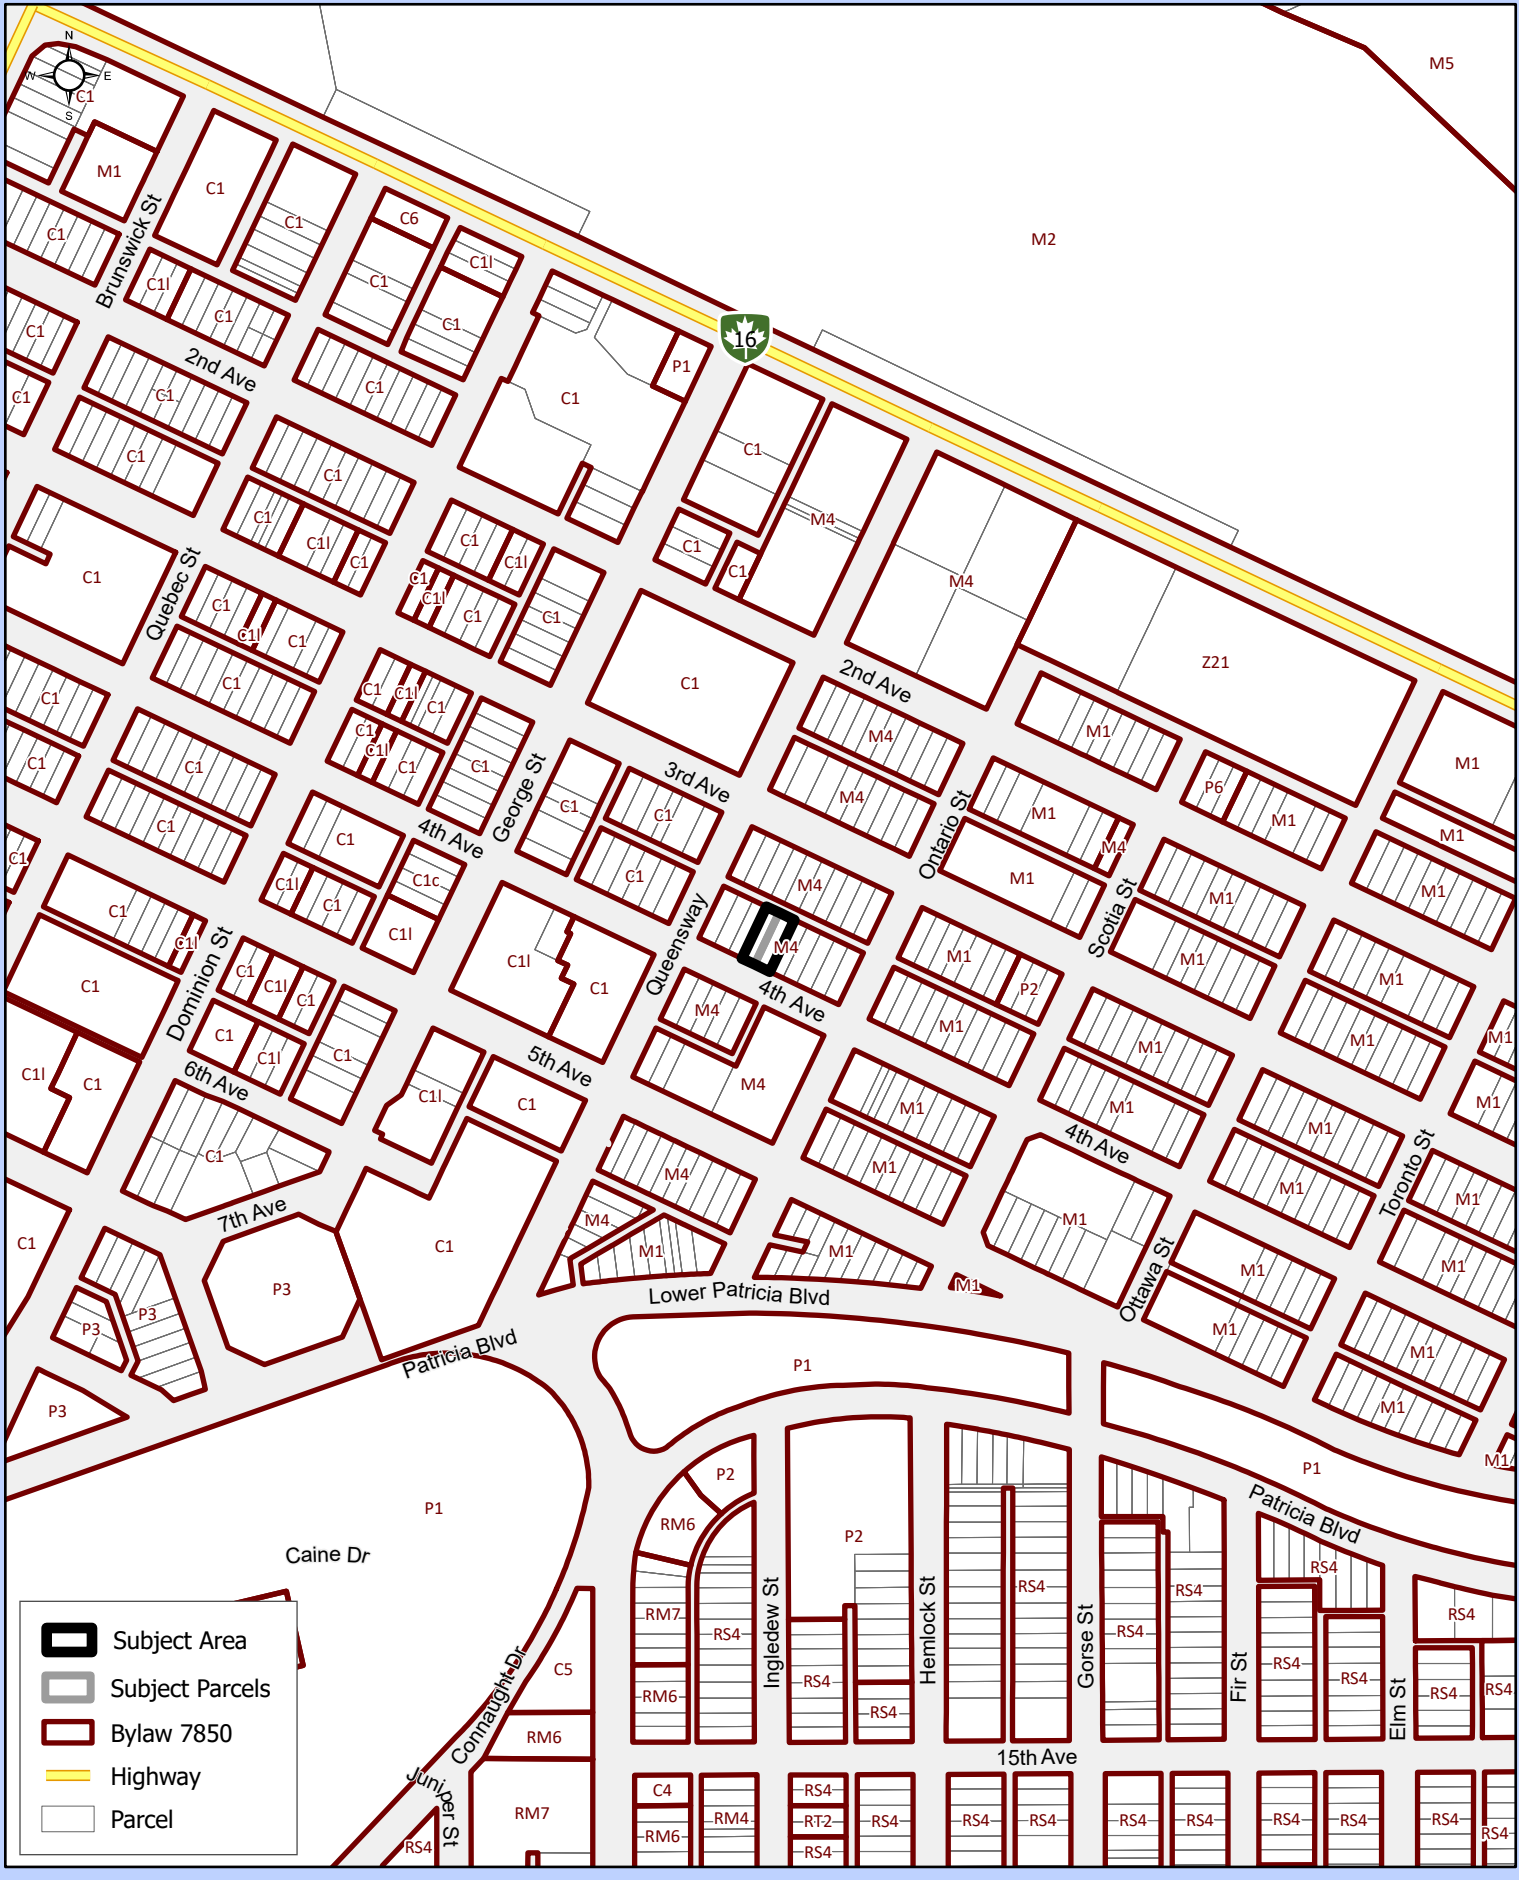 N
W E
S
M5
C1
M1
C1
C1
C6
C1l
M2
C1
C1l
C1
C1
C1
Brunswick St
16
C1
2nd Ave
C1
C1
P1
C1
C1
C1
C1
C1
C1
M4
C1
C1l
C1
C1
C1l
C1
C1
M4
C1
Quebec St
C1
C1l
C1
C1
C1l
C1
C1
C1
C1
C1
2nd Ave
Z21
C1
C1l
C1
C1
C1l
C1
C1
George St
3rd Ave
M4
M4
M1
M1
C1
C1
C1
C1
C1
4th Ave
C1
C1
Ontario St
M1
M4
P6
M1
M1
C1
C1
C1l
C1
C1c
C1l
Queensway
M4
M4
M1
Scotia St
M1
M1
C1
C1l
Dominion St
C1
C1l
C1
C1l
C1
4th Ave
M4
M1
P2
M1
M1
C1
C1
C1l
C1
5th Ave
M4
M1
M1
M1
M1
C1l
C1
6th Ave
C1l
C1
M1
M1
4th Ave
M1
M1
C1
7th Ave
M4
M1
M1
M1
Toronto St
M1
C1
P3
P3
P3
C1
M4
M1
M1
M1
Ottawa St
M1
M1
Lower Patricia Blvd
M1
M1
P3
Patricia Blvd
P1
M1
M1
M1
P1
P2
P1
Patricia Blvd
Caine Dr
RM6
P2
RS4
RS4
RS4
RM7
RS4
Ingledew St
Hemlock St
Gorse St
RS4
Fir St
RS4
RS4
RS4
Elm St
RS4
RS4
C5
Connaught Dr
RM6
RS4
RS4
RM6
15th Ave
Juniper St
RM7
RS4
C4
RM6
RM4
RS4
RT2
RS4
RS4
RS4
RS4
RS4
RS4
RS4
RS4
RS4
RS4
Subject Area
Subject Parcels
Bylaw 7850
Highway
Parcel